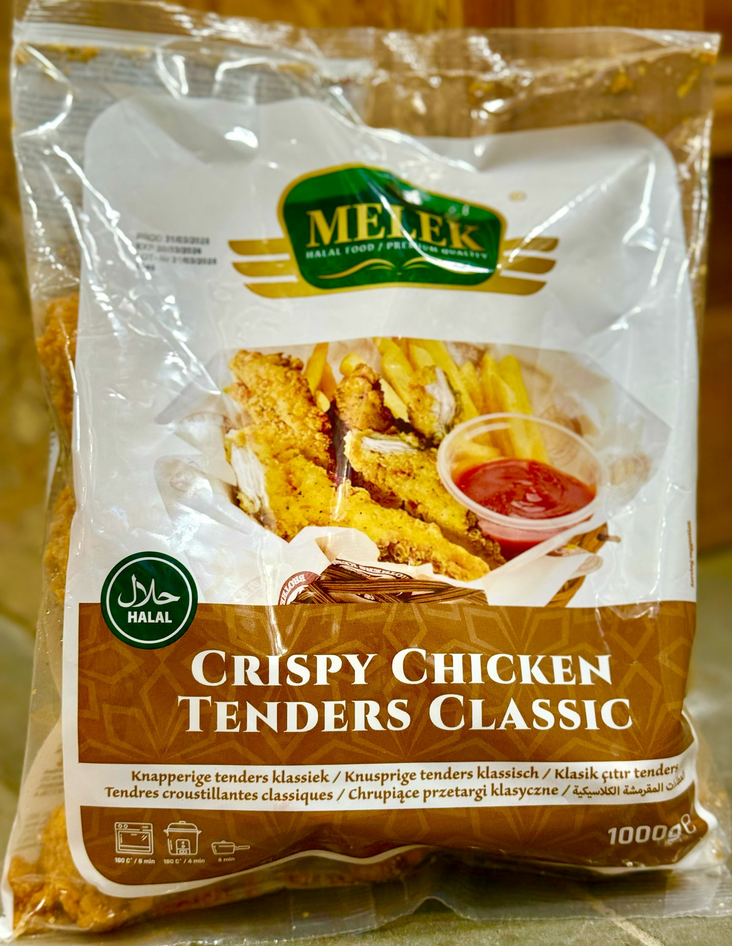 MELEK
HALAL FOOD / PREMIUM QUALITY
®
حلال
HALAL
CRISPY CHICKEN
TENDERS CLASSIC
Knapperige tenders klassiek / Knusprige tenders klassisch / Klasik çıtır tenders
Tendres croustillantes classiques / Chrupiące przetargi klasyczne / المقرمشة الكلاسيكية
1000g e
180 C° / 8 min 180 C° / 4 min 6 min